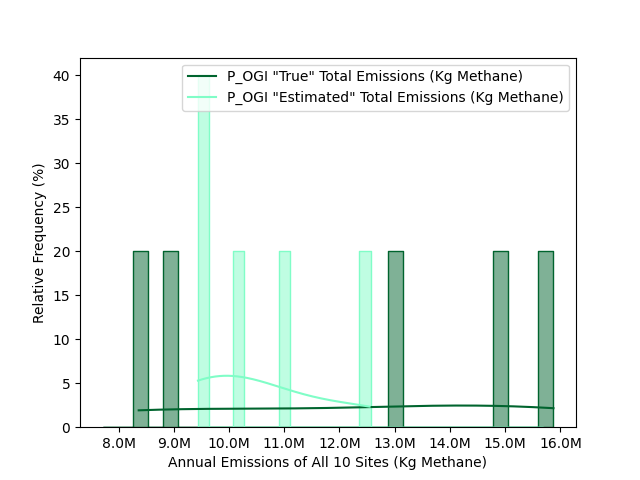 P_OGI "True" Total Emissions (Kg Methane)
P_OGI "Estimated" Total Emissions (Kg Methane)
40
35
30
25
20
15
10
5
0
Relative Frequency (%)
8.0M 9.0M 10.0M 11.0M 12.0M 13.0M 14.0M 15.0M 16.0M
Annual Emissions of All 10 Sites (Kg Methane)